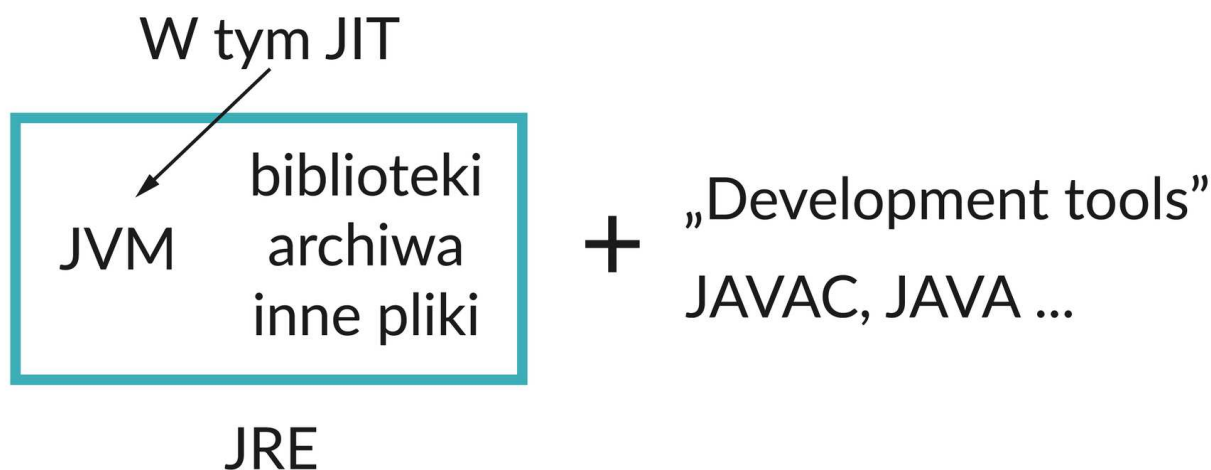 W tym JIT
JVM
biblioteki
archiwa
inne pliki
+
„Development tools”
JAVAC, JAVA ...
JRE